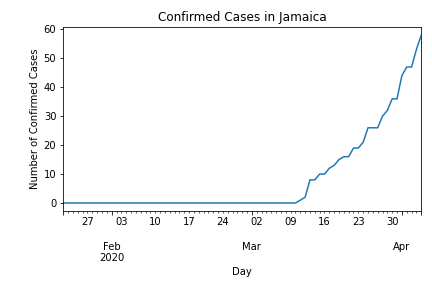 Confirmed Cases in Jamaica
60
50
40
30
20
10
0
Number of Confirmed Cases
27 03 10 17 24 02 09 16 23 30
Feb Mar Apr
2020
Day